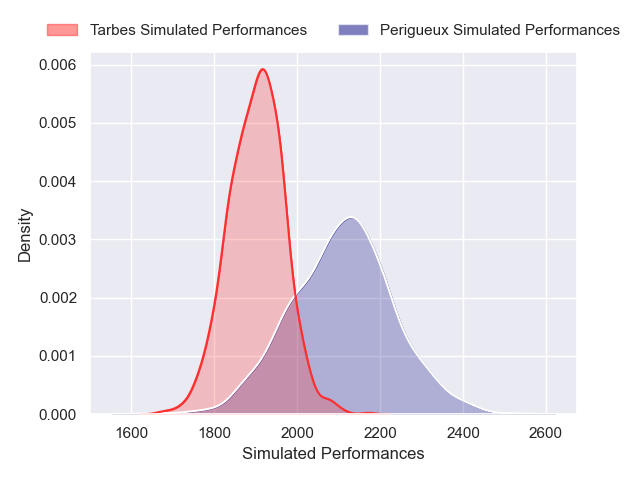 Tarbes Simulated Performances
Perigueux Simulated Performances
0.006
0.005
0.004
0.003
0.002
0.001
0.000
Density
1600 1800 2000 2200 2400 2600
Simulated Performances